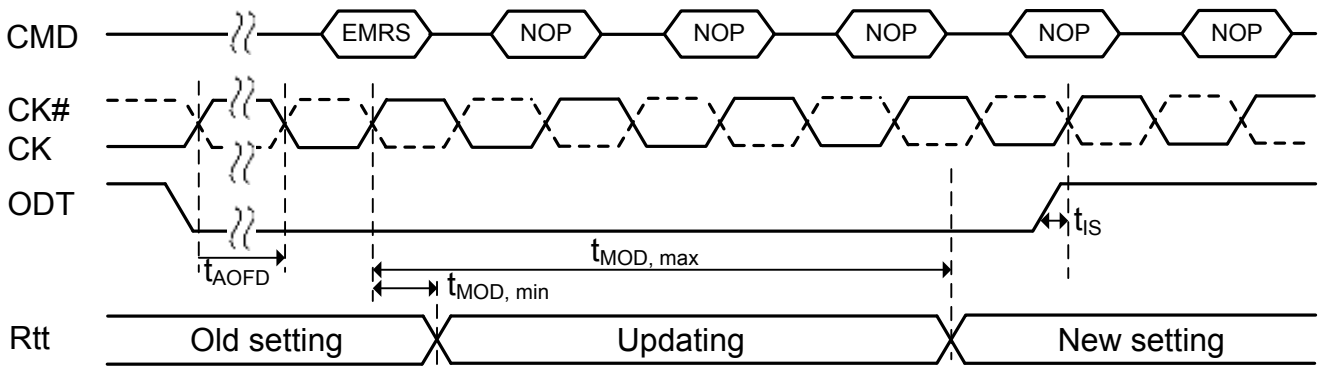 CMD EMRS NOP NOP NOP NOP NOP
CK#
CK
ODT
tIS
tMOD, max
tAOFD
tMOD, min
Rtt Old setting Updating New setting